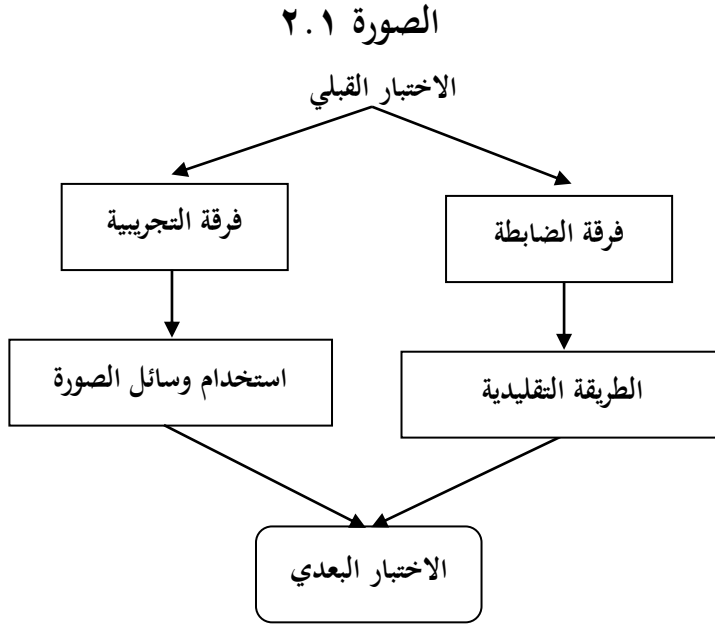 الصورة ٢.١
الاختبار القبلي
فرقة الضابطة
فرقة التجريبية
الطريقة التقليدية
استخدام وسائل الصورة
الاختبار البعدي